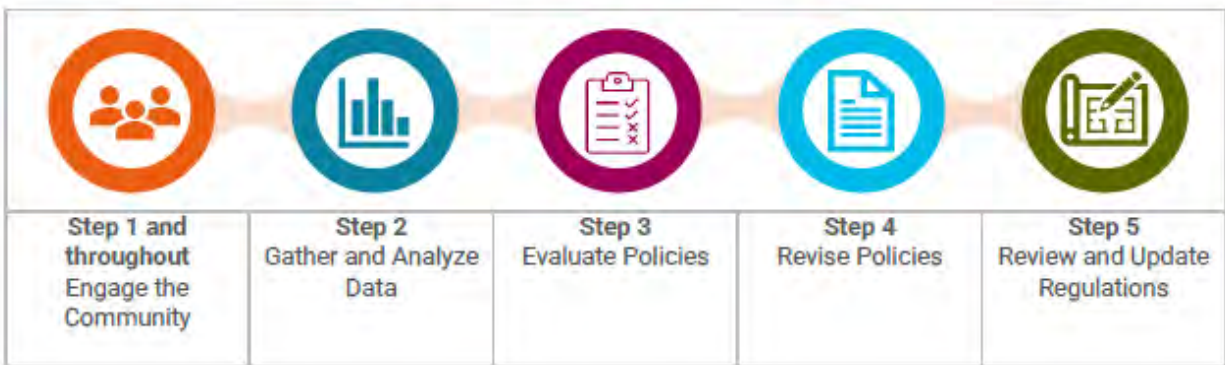 Step 1 and
throughout
Engage the
Community
Step 2
Gather and Analyze
Data
Step 3
Evaluate Policies
Step 4
Revise Policies
Step 5
Review and Update
Regulations